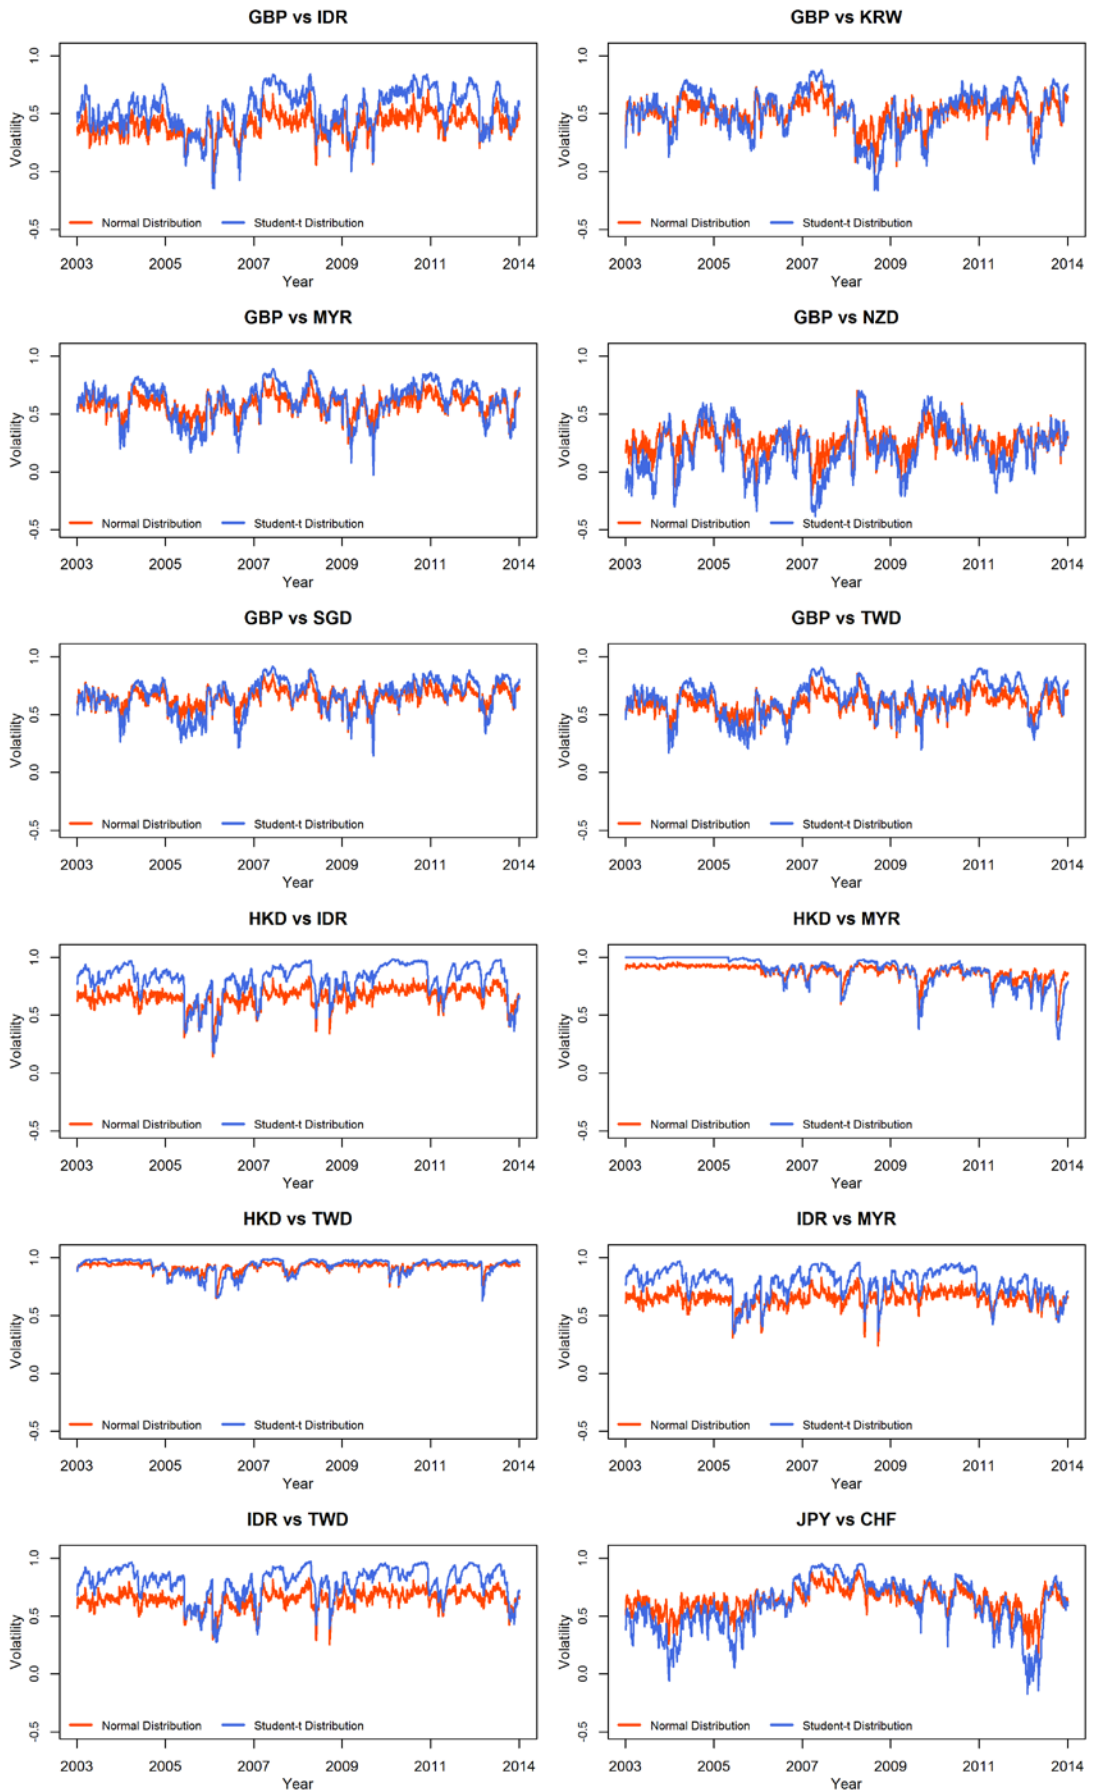 GBP vs IDR
1.0
0.5
0.0
-0.5
Volatility
Normal Distribution Student-t Distribution
2003 2005 2007 2009 2011 2014
Year
GBP vs KRW
1.0
0.5
0.0
-0.5
Volatility
Normal Distribution Student-t Distribution
2003 2005 2007 2009 2011 2014
Year
GBP vs MYR
1.0
0.5
0.0
-0.5
Volatility
Normal Distribution Student-t Distribution
2003 2005 2007 2009 2011 2014
Year
GBP vs NZD
1.0
0.5
0.0
-0.5
Volatility
Normal Distribution Student-t Distribution
2003 2005 2007 2009 2011 2014
Year
GBP vs SGD
1.0
0.5
0.0
-0.5
Volatility
Normal Distribution Student-t Distribution
2003 2005 2007 2009 2011 2014
Year
GBP vs TWD
1.0
0.5
0.0
-0.5
Volatility
Normal Distribution Student-t Distribution
2003 2005 2007 2009 2011 2014
Year
HKD vs IDR
1.0
0.5
0.0
-0.5
Volatility
Normal Distribution Student-t Distribution
2003 2005 2007 2009 2011 2014
Year
HKD vs MYR
1.0
0.5
0.0
-0.5
Volatility
Normal Distribution Student-t Distribution
2003 2005 2007 2009 2011 2014
Year
HKD vs TWD
1.0
0.5
0.0
-0.5
Volatility
Normal Distribution Student-t Distribution
2003 2005 2007 2009 2011 2014
Year
IDR vs MYR
1.0
0.5
0.0
-0.5
Volatility
Normal Distribution Student-t Distribution
2003 2005 2007 2009 2011 2014
Year
IDR vs TWD
1.0
0.5
0.0
-0.5
Volatility
Normal Distribution Student-t Distribution
2003 2005 2007 2009 2011 2014
Year
JPY vs CHF
1.0
0.5
0.0
-0.5
Volatility
Normal Distribution Student-t Distribution
2003 2005 2007 2009 2011 2014
Year